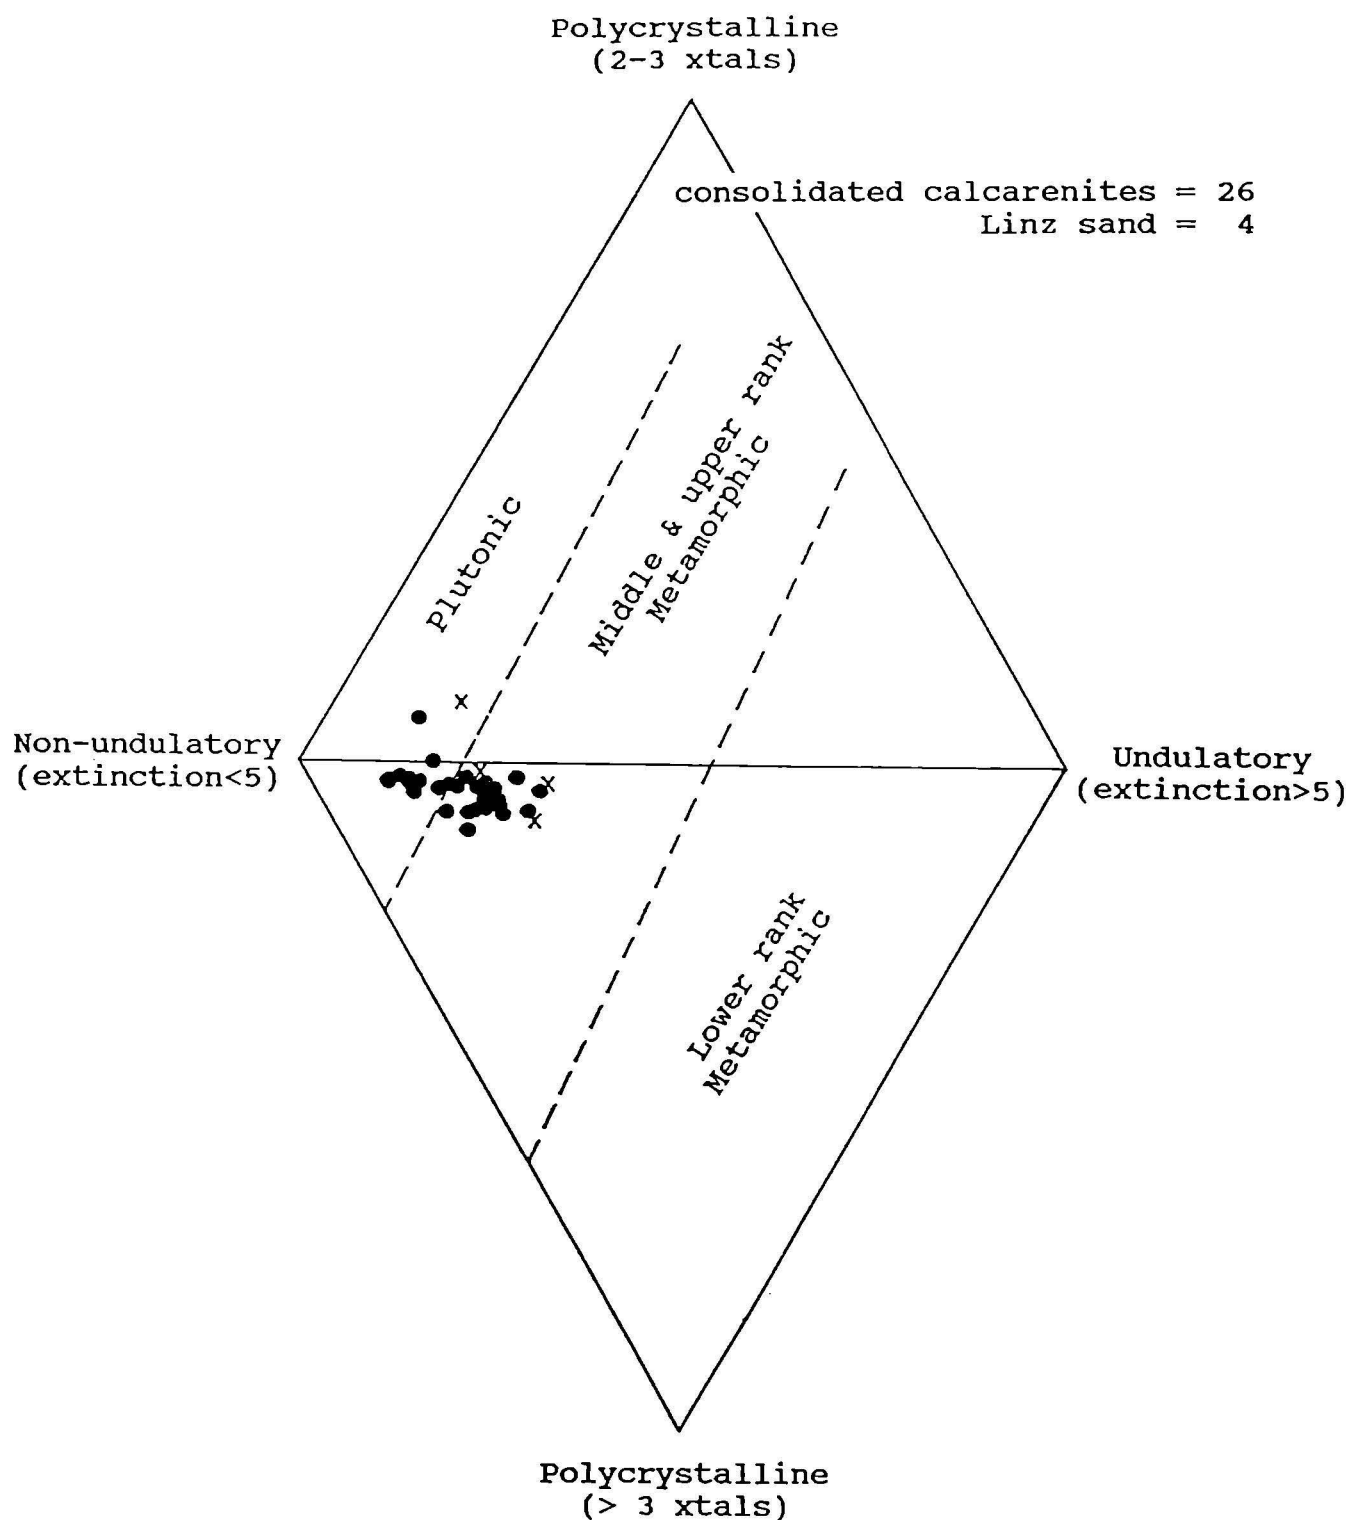 Polycrystalline
(2-3 xtals)
consolidated calcarenites = 26
Linz sand = 4
Plutonic
Middle & upper rank
Metamorphic
Non-undulatory
(extinction<5)
Undulatory
(extinction>5)
Lower rank
Metamorphic
Polycrystalline
(> 3 xtals)